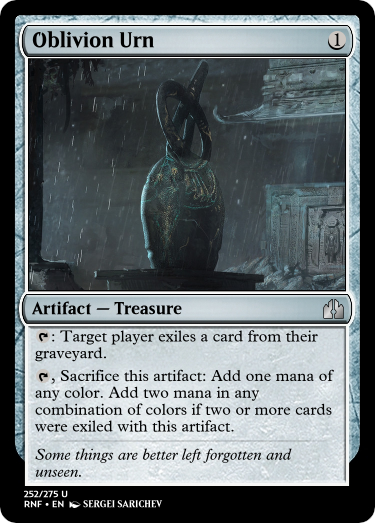 Oblivion Urn 1
Artifact — Treasure
: Target player exiles a card from their
graveyard.
, Sacrifice this artifact: Add one mana of
any color. Add two mana in any
combination of colors if two or more cards
were exiled with this artifact.
Some things are better left forgotten and
unseen.
252/275 U
RNF • EN SERGEI SARICHEV